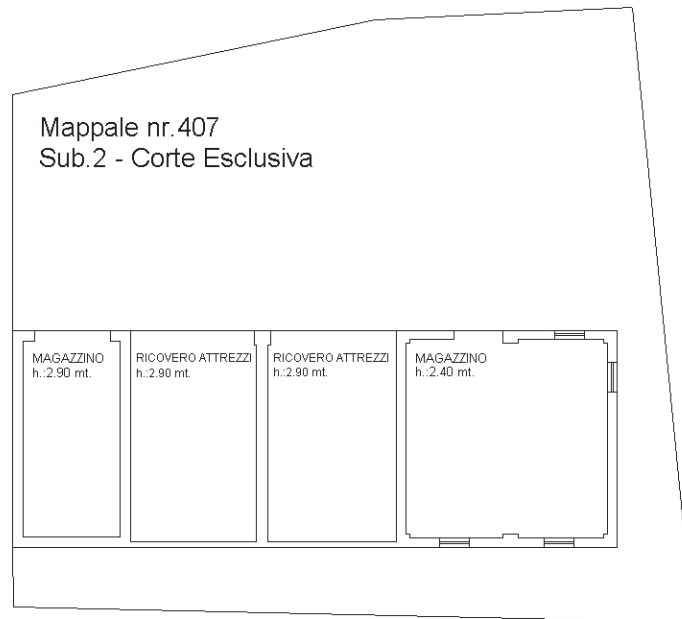 Mappale nr.407
Sub.2 - Corte Esclusiva
MAGAZZINO
h.:2.90 mt.
RICOVERO ATTREZZI
h.:2.90 mt.
RICOVERO ATTREZZI
h.:2.90 mt.
MAGAZZINO
h.:2.40 mt.